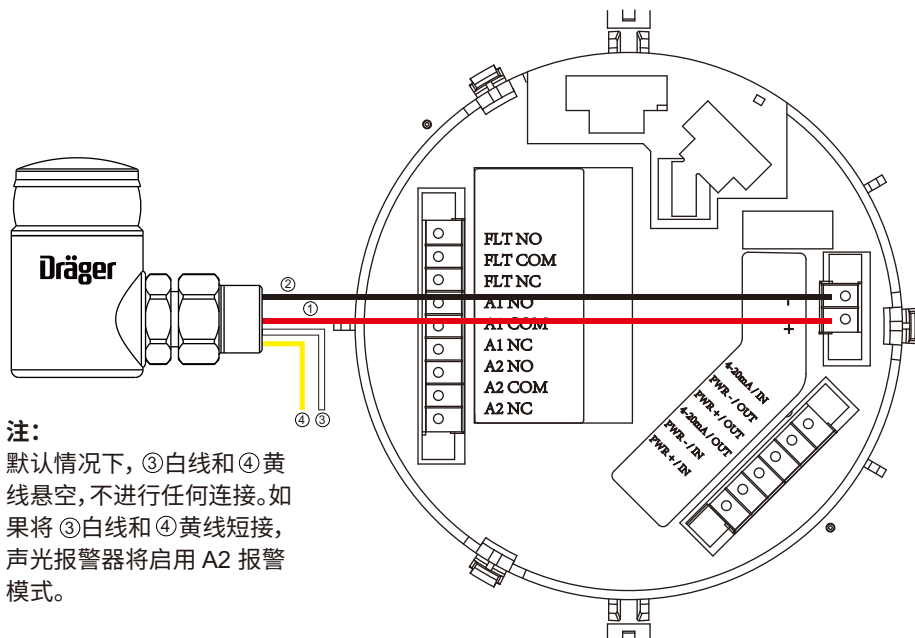 Dräger
②
①
④
③
FLT NO
FLT COM
FLT NC
A1 NO
A1 COM
A1 NC
A2 NO
A2 COM
A2 NC
-
+
4-20mA / IN
PWR - / OUT
PWR + / OUT
4-20mA / OUT
PWR - / IN
PWR + / IN
注：
默认情况下，③白线和④黄
线悬空，不进行任何连接。如
果将 ③白线和④黄线短接，
声光报警器将启用 A2 报警
模式。